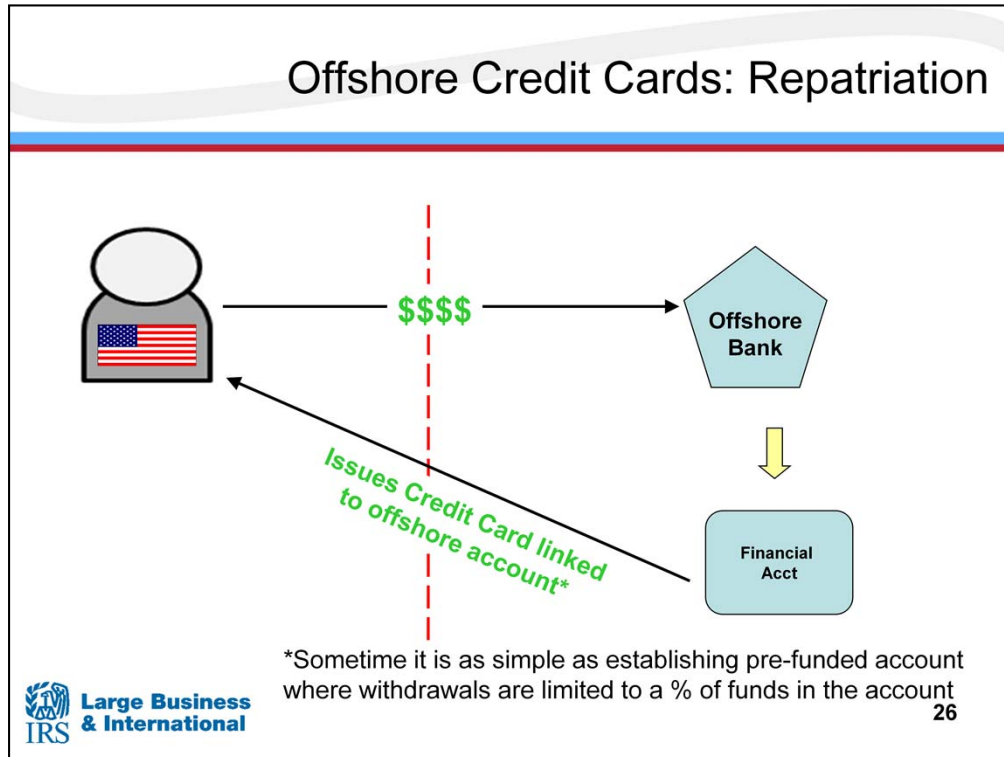 Offshore Credit Cards: Repatriation
$$$$
Offshore
Bank
Issues Credit Card linked
to offshore account*
Financial
Acct
*Sometime it is as simple as establishing pre-funded account
where withdrawals are limited to a % of funds in the account
IRS
Large Business
& International
26